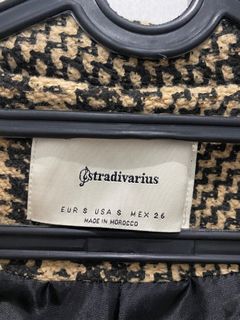 stradivarius
EUR S USA S MEX 26
MADE IN MOROCCO